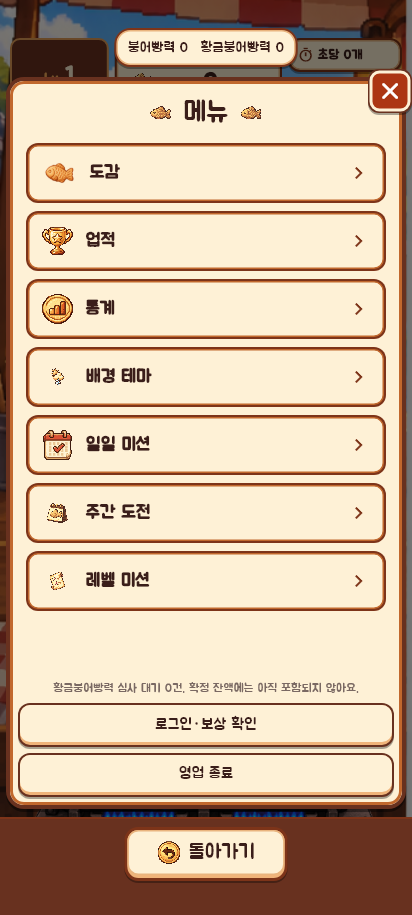 붕어빵력 0 황금붕어빵력 0
초당 0개
메뉴
도감
업적
통계
배경 테마
일일 미션
주간 도전
레벨 미션
황금붕어빵력 심사 대기 0건, 확정 잔액에는 아직 포함되지 않아요.
로그인·보상 확인
영업 종료
돌아가기